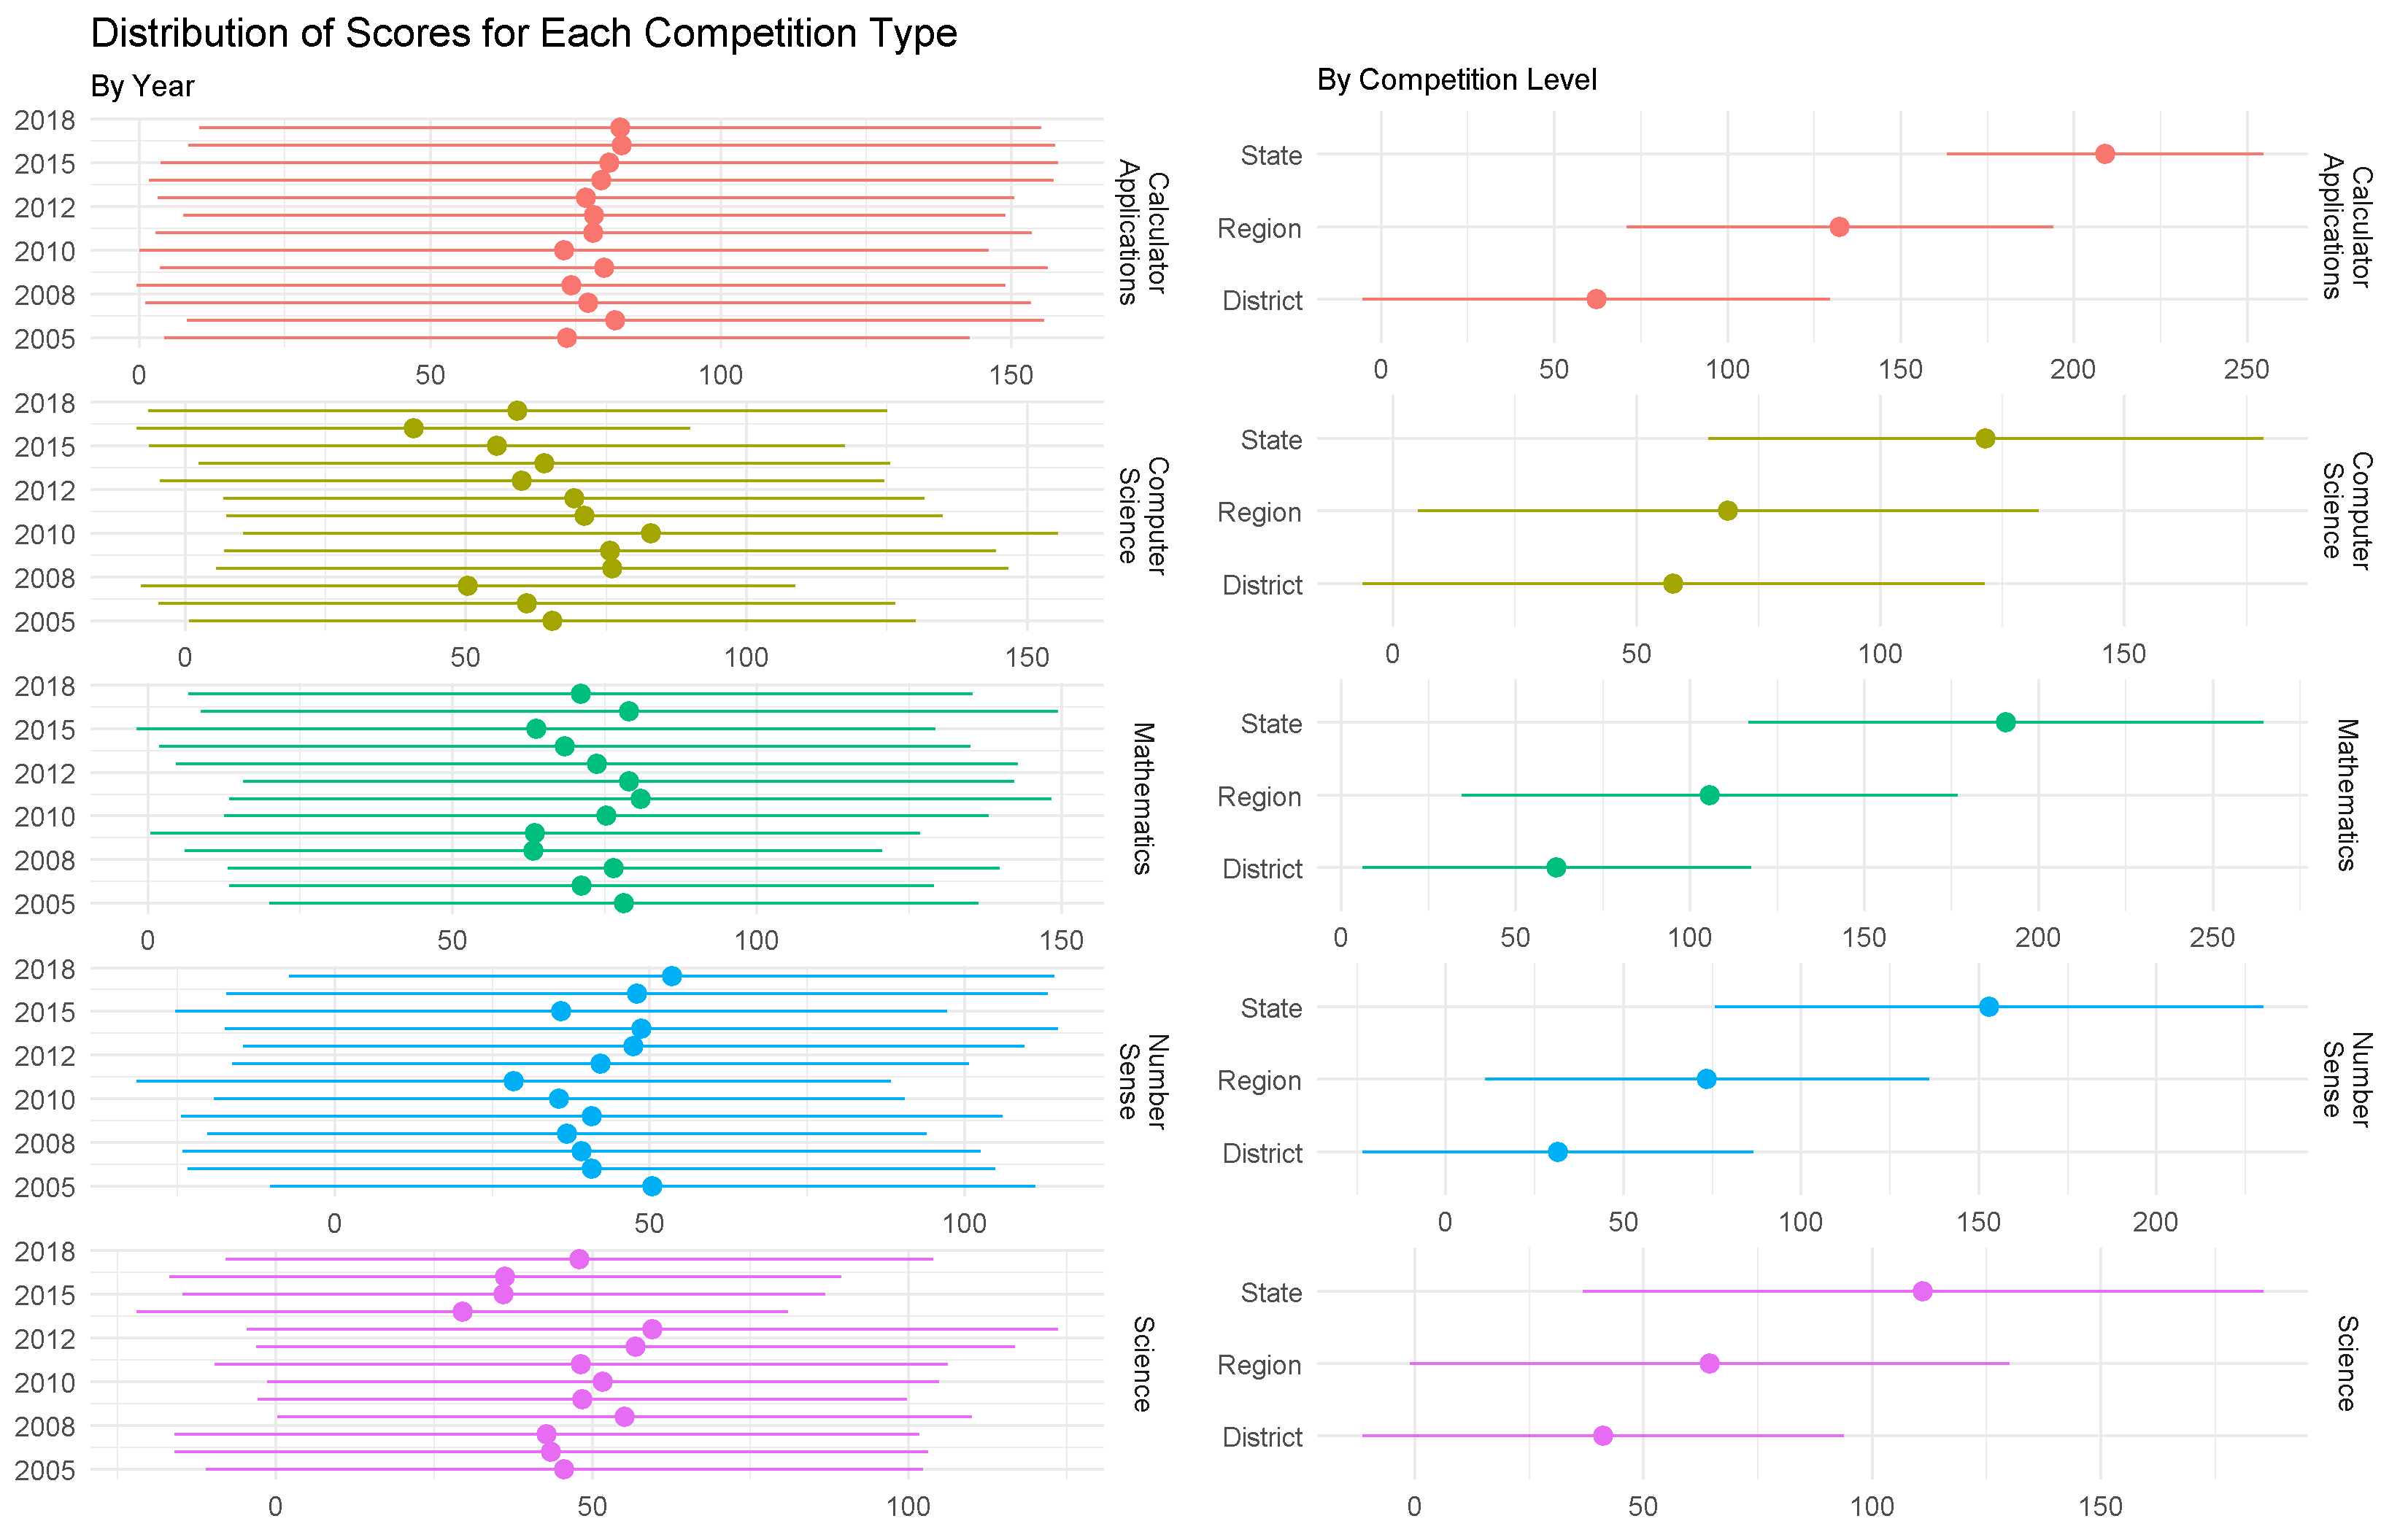 Distribution of Scores for Each Competition Type
By Year
2018
2015
2012
2010
2008
2005
0 50 100 150
Calculator
Applications
2018
2015
2012
2010
2008
2005
0 50 100 150
Computer
Science
2018
2015
2012
2010
2008
2005
0 50 100 150
Mathematics
2018
2015
2012
2010
2008
2005
0 50 100
Number
Sense
2018
2015
2012
2010
2008
2005
0 50 100
Science
By Competition Level
State
Region
District
0 50 100 150 200 250
Calculator
Applications
State
Region
District
0 50 100 150
Computer
Science
State
Region
District
0 50 100 150 200 250
Mathematics
State
Region
District
0 50 100 150 200
Number
Sense
State
Region
District
0 50 100 150
Science